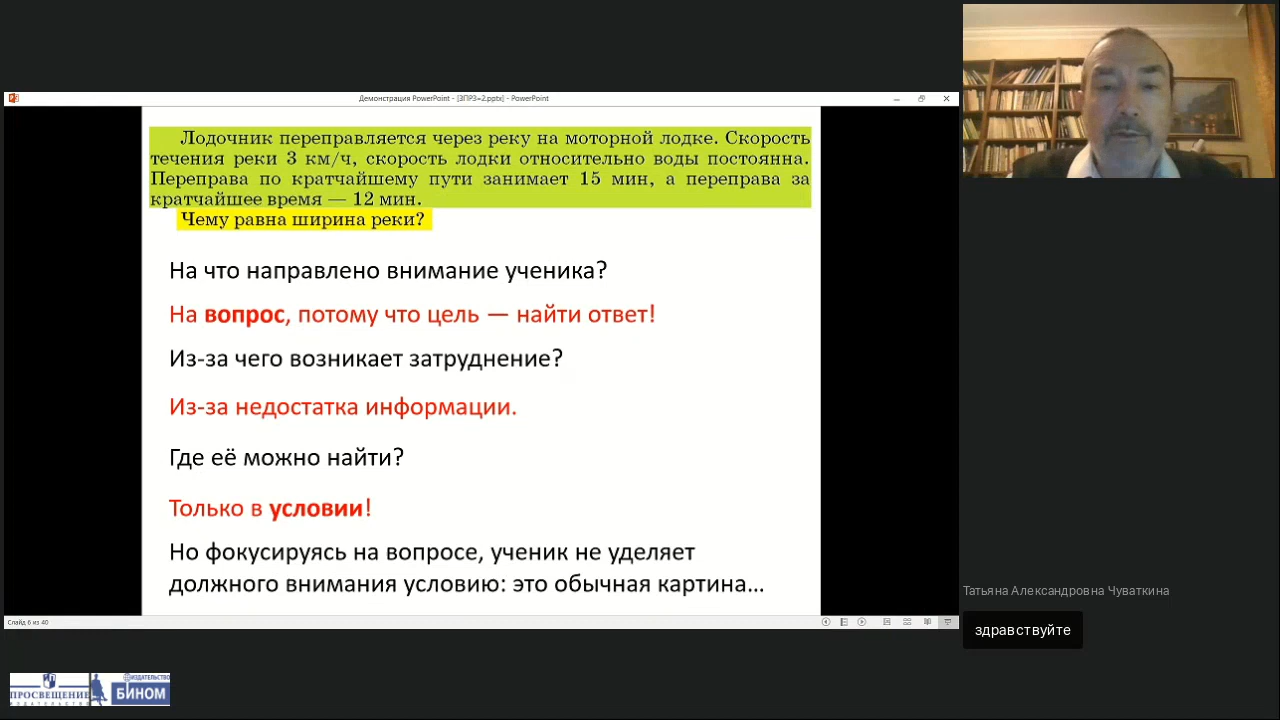 Демонстрация PowerPoint - [ЗПРЗ=2.pptx] - PowerPoint
Лодочник переправляется через реку на моторной лодке. Скорость
течения реки 3 км/ч, скорость лодки относительно воды постоянна.
Переправа по кратчайшему пути занимает 15 мин, а переправа за
кратчайшее время — 12 мин.
Чему равна ширина реки?
На что направлено внимание ученика?
На вопрос, потому что цель — найти ответ!
Из-за чего возникает затруднение?
Из-за недостатка информации.
Где её можно найти?
Только в условии!
Но фокусируясь на вопросе, ученик не уделяет
должного внимания условию: это обычная картина...
Слайд 6 из 40
Татьяна Александровна Чуваткина
здравствуйте
ПРОСВЕЩЕНИЕ
ИЗДАТЕЛЬСТВО
ИЗДАТЕЛЬСТВО
БИНОМ